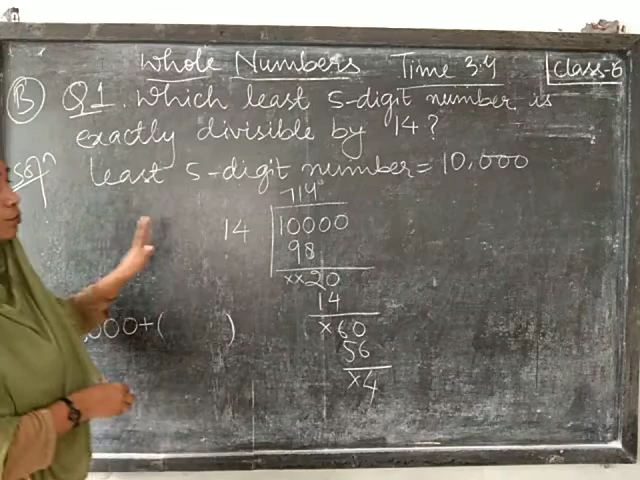 Whole Numbers Time 3:4 Class-6
B Q1. Which least 5-digit number is
exactly divisible by 14?
Solⁿ least 5-digit number = 10,000
714
14 10000
98
xx20
14
x60
,000+( )
56
x4